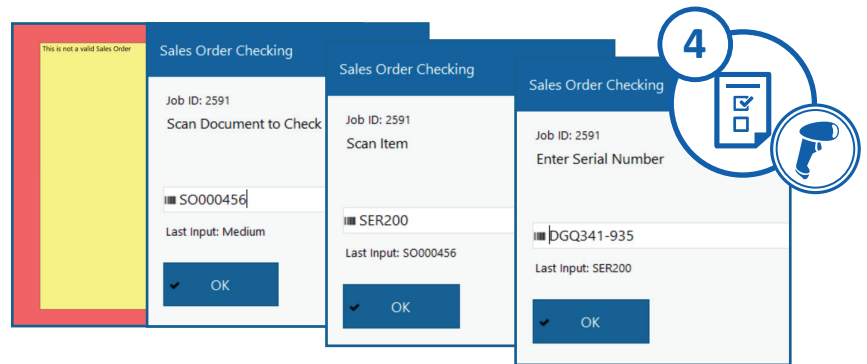 This is not a valid Sales Order
Sales Order Checking
Job ID: 2591
Scan Document to Check
SO000456
Last Input: Medium
OK
Sales Order Checking
Job ID: 2591
Scan Item
SER200
Last Input: SO000456
OK
Sales Order Checking
Job ID: 2591
Enter Serial Number
DGQ341-935
Last Input: SER200
OK
4